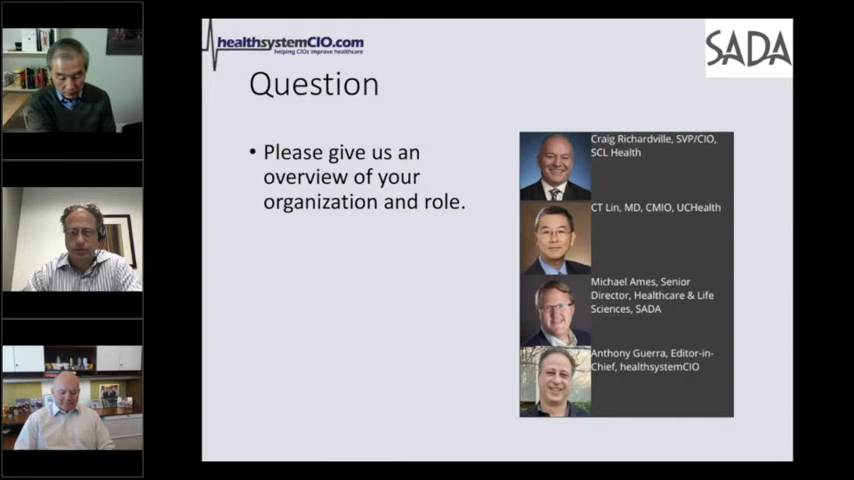 healthsystemCIO.com
helping CIOs improve healthcare
SADA
Question
• Please give us an
overview of your
organization and role.
Craig Richardville, SVP/CIO,
SCL Health
CT Lin, MD, CMIO, UCHealth
Michael Ames, Senior
Director, Healthcare & Life
Sciences, SADA
Anthony Guerra, Editor-in-
Chief, healthsystemCIO